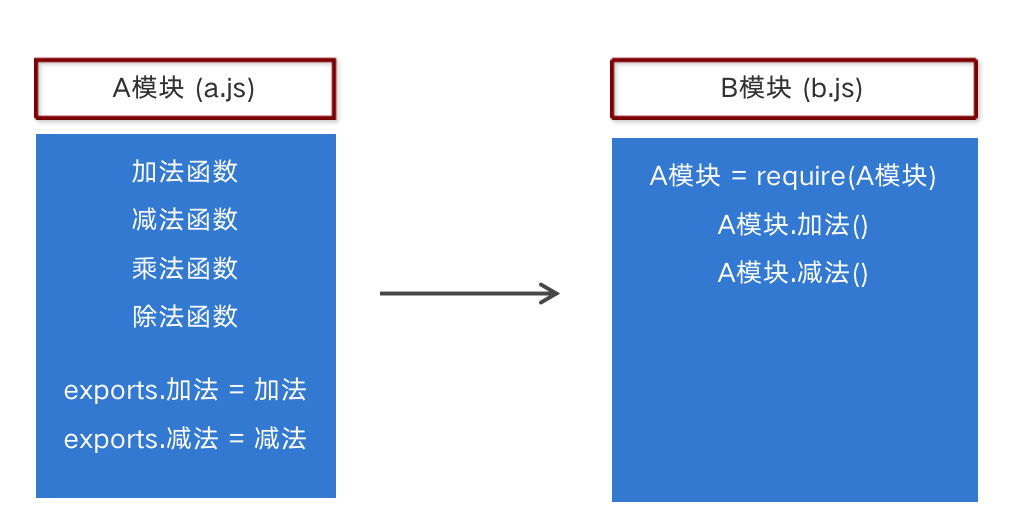 A模块 (a.js)
加法函数
减法函数
乘法函数
除法函数
exports.加法 = 加法
exports.减法 = 减法
B模块 (b.js)
A模块 = require(A模块)
A模块.加法()
A模块.减法()